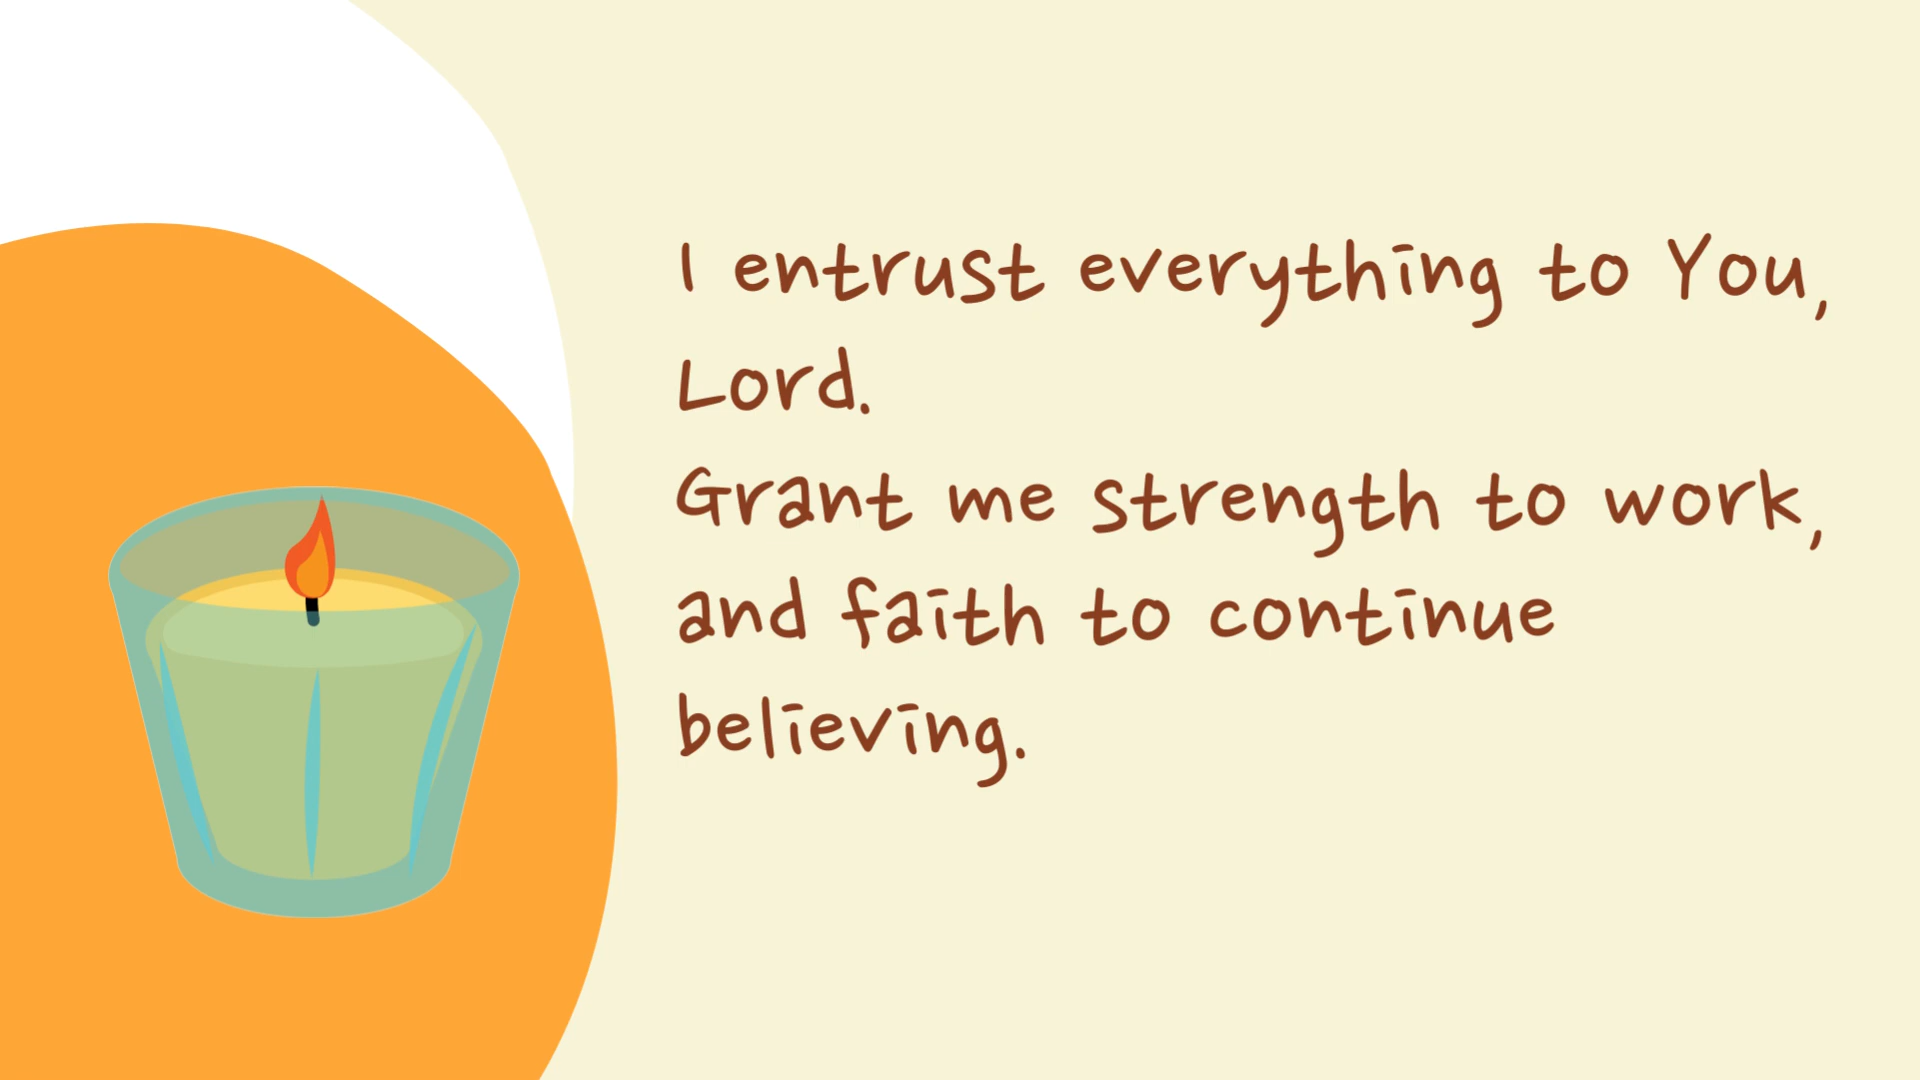 I entrust everything to You,
Lord.
Grant me strength to work,
and faith to continue
believing.